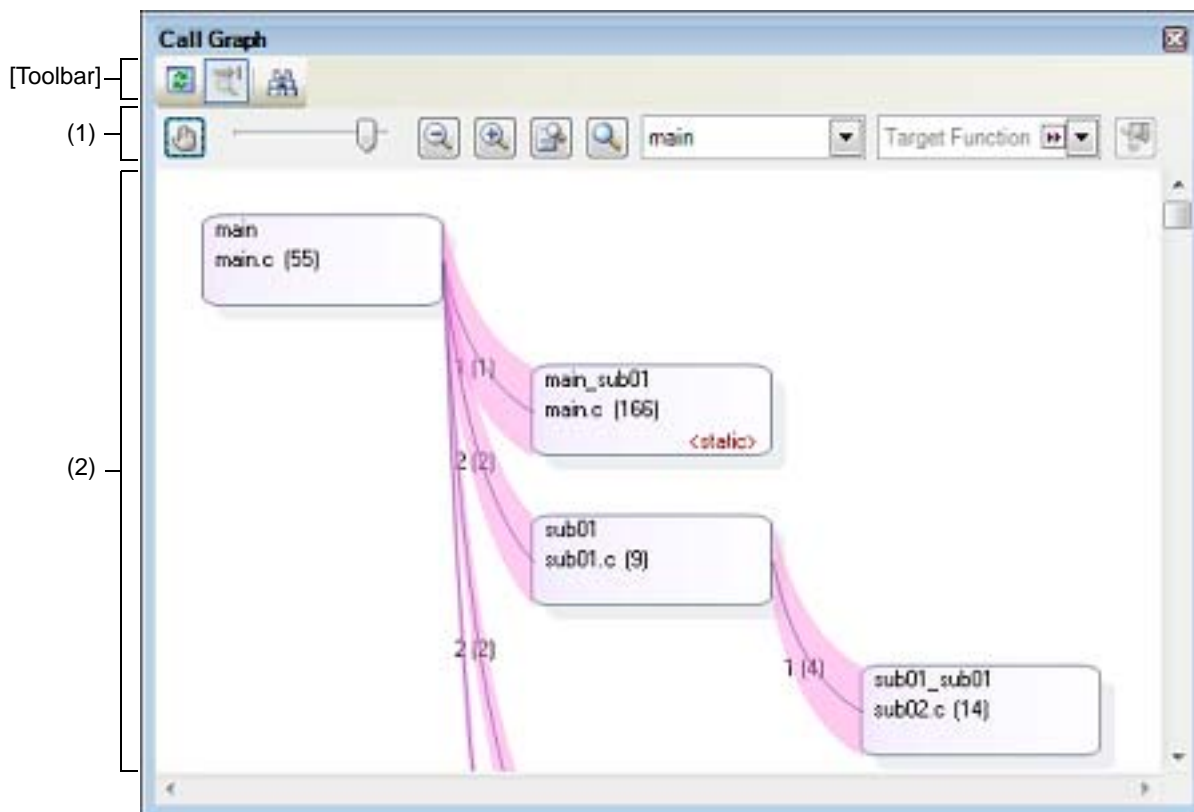 Call Graph
[Toolbar]
(1)
main
Target Function
(2)
main
main.c (55)
1 (1)
main_sub01
main.c (166)
<static>
2 (2)
sub01
sub01.c (9)
2 (2)
1 (4)
sub01_sub01
sub02.c (14)